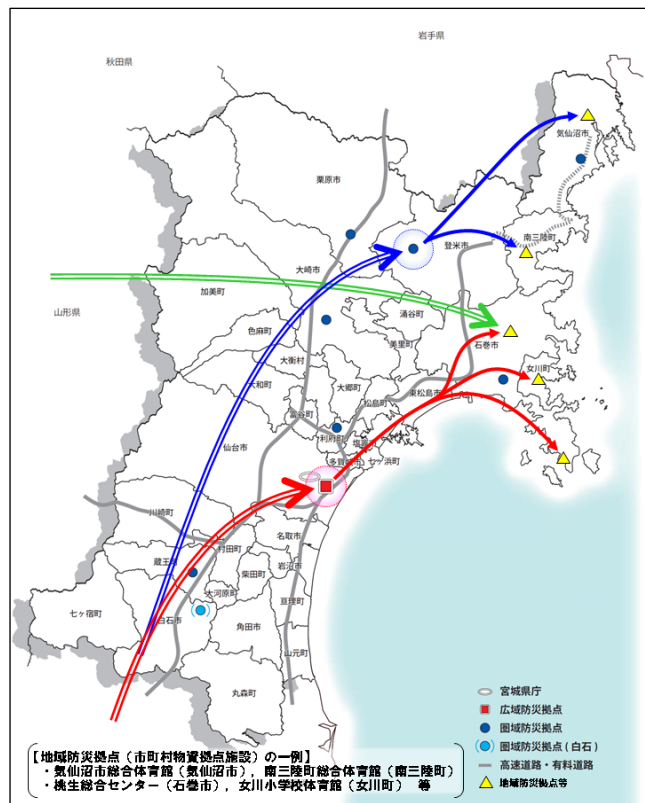 岩手県
秋田県
気仙沼市
栗原市
南三陸町
登米市
大崎市
加美町
山形県
涌谷町
色麻町
石巻市
美里町
大衡村
女川町
大和町
大郷町
東松島市
松島町
富谷町
利府町
塩竈市
仙台市
多賀城市
七ヶ浜町
川崎町
名取市
村田町
岩沼市
蔵王町
柴田町
大河原町
亘理町
七ヶ宿町
白石市
角田市
山元町
丸森町
宮城県庁
広域防災拠点
圏域防災拠点
圏域防災拠点(白石)
高速道路・有料道路
地域防災拠点等
【地域防災拠点（市町村物資拠点施設）の一例】
・気仙沼市総合体育館（気仙沼市），南三陸町総合体育館（南三陸町）
・桃生総合センター（石巻市），女川小学校体育館（女川町） 等